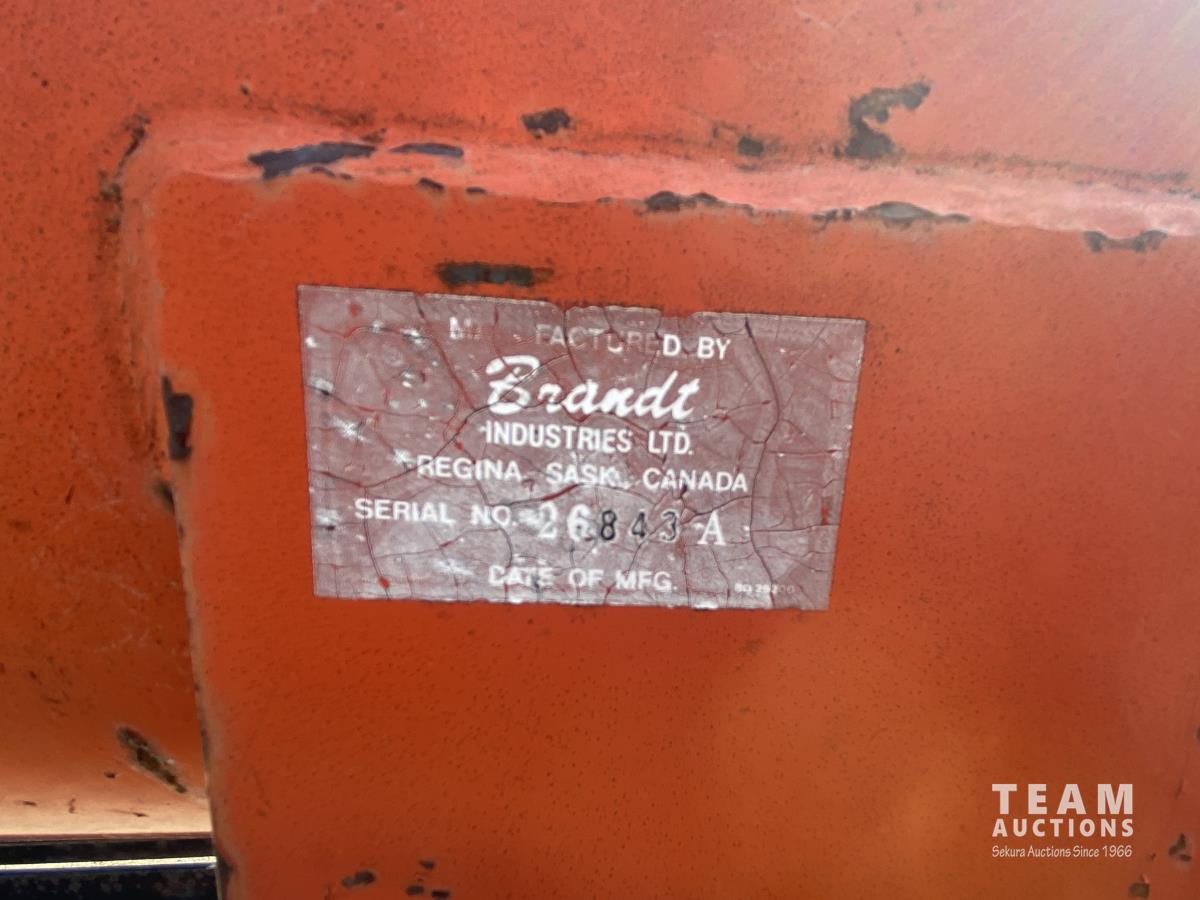 FACTURED BY
Brandt
INDUSTRIES LTD.
REGINA, SASK., CANADA
SERIAL NO. 26843-A
DATE OF MFG.
TEAM
AUCTIONS
Sekura Auctions Since 1966